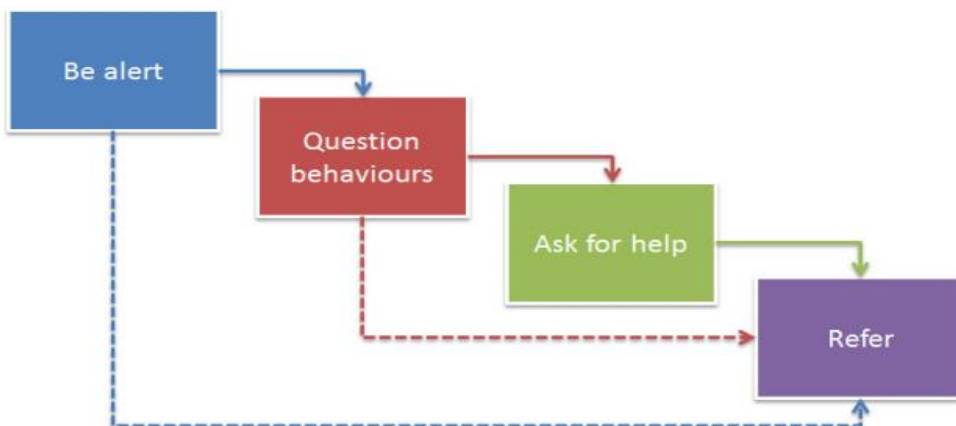 Be alert
Question
behaviours
Ask for help
Refer